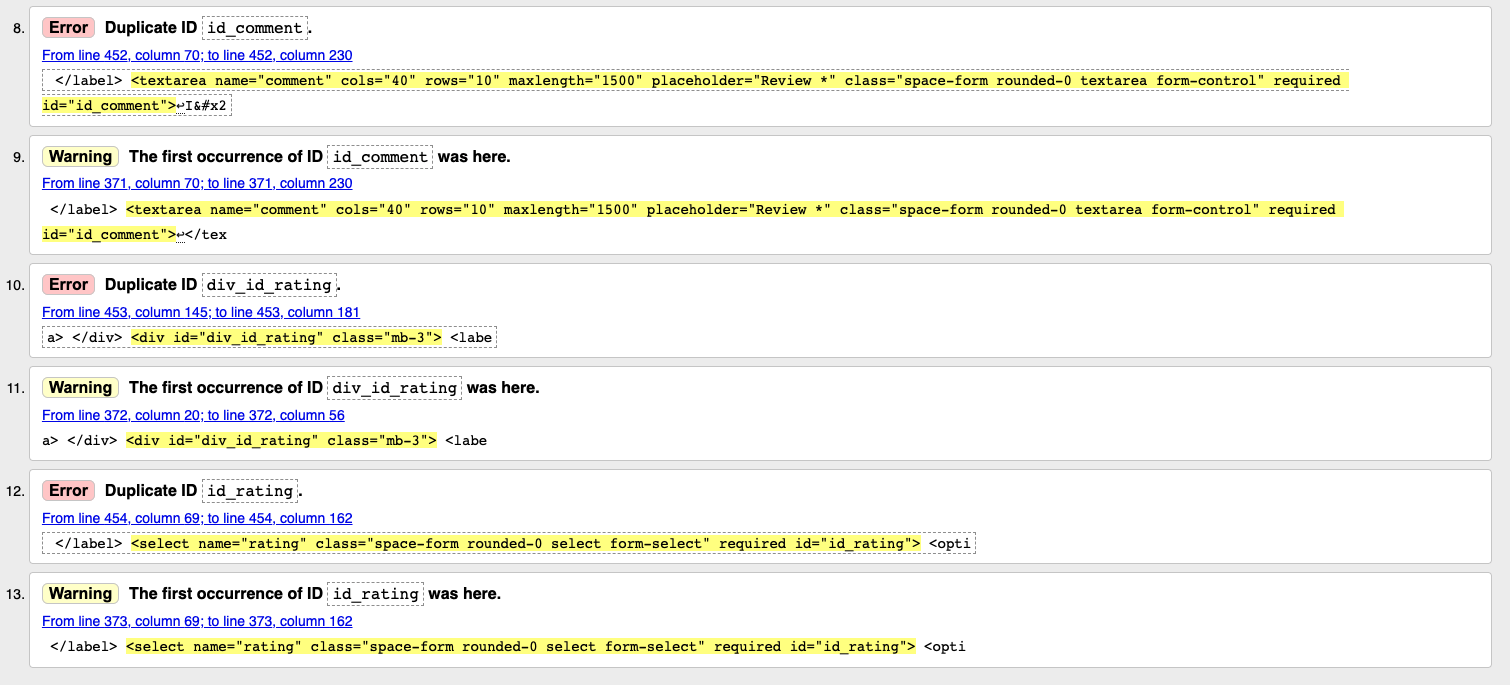 8. Error Duplicate ID id_comment.
From line 452, column 70; to line 452, column 230
</label> <textarea name="comment" cols="40" rows="10" maxlength="1500" placeholder="Review *" class="space-form rounded-0 textarea form-control" required
id="id_comment">↩I&#x2
9. Warning The first occurrence of ID id_comment was here.
From line 371, column 70; to line 371, column 230
</label> <textarea name="comment" cols="40" rows="10" maxlength="1500" placeholder="Review *" class="space-form rounded-0 textarea form-control" required
id="id_comment">↩</tex
10. Error Duplicate ID div_id_rating.
From line 453, column 145; to line 453, column 181
a> </div> <div id="div_id_rating" class="mb-3"> <labe
11. Warning The first occurrence of ID div_id_rating was here.
From line 372, column 20; to line 372, column 56
a> </div> <div id="div_id_rating" class="mb-3"> <labe
12. Error Duplicate ID id_rating.
From line 454, column 69; to line 454, column 162
</label> <select name="rating" class="space-form rounded-0 select form-select" required id="id_rating"> <opti
13. Warning The first occurrence of ID id_rating was here.
From line 373, column 69; to line 373, column 162
</label> <select name="rating" class="space-form rounded-0 select form-select" required id="id_rating"> <opti